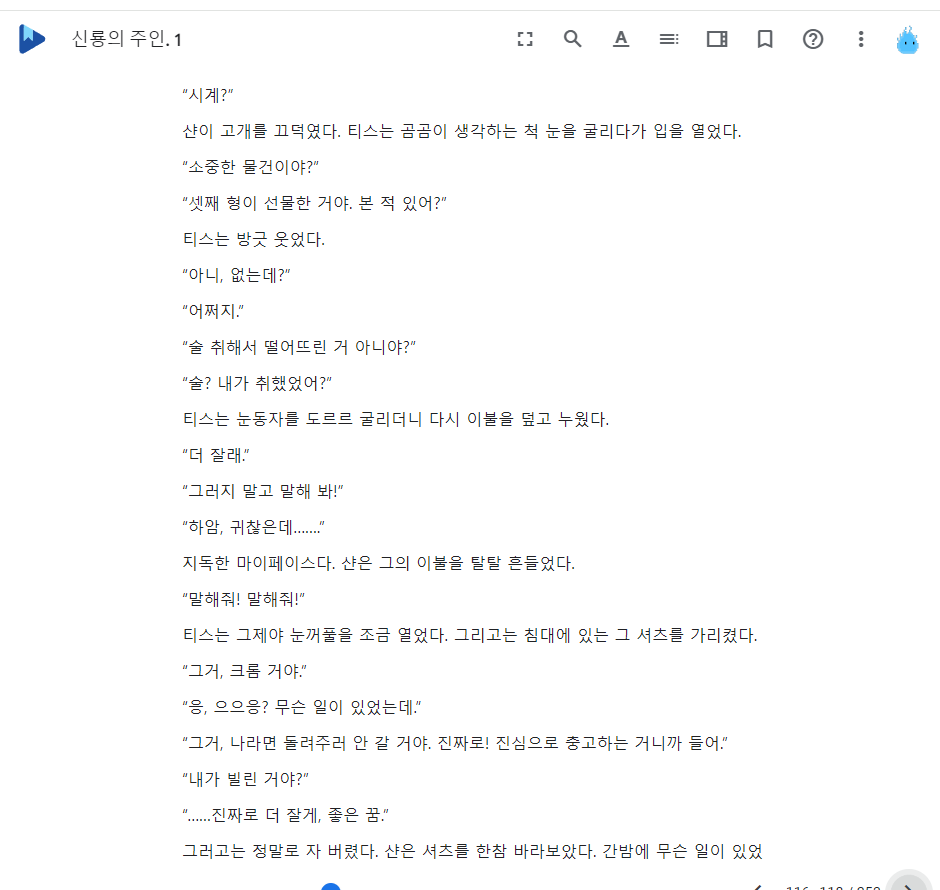 신룡의 주인. 1
“시계?”
샨이 고개를 끄덕였다. 티스는 곰곰이 생각하는 척 눈을 굴리다가 입을 열었다.
“소중한 물건이야?”
“셋째 형이 선물한 거야. 본 적 있어?”
티스는 방긋 웃었다.
“아니, 없는데?”
“어쩌지.”
“술 취해서 떨어뜨린 거 아니야?”
“술? 내가 취했었어?”
티스는 눈동자를 도르르 굴리더니 다시 이불을 덮고 누웠다.
“더 잘래.”
“그러지 말고 말해 봐!”
“하암, 귀찮은데…….”
지독한 마이페이스다. 샨은 그의 이불을 탈탈 흔들었다.
“말해줘! 말해줘!”
티스는 그제야 눈꺼풀을 조금 열었다. 그리고는 침대에 있는 그 셔츠를 가리켰다.
“그거, 크롬 거야.”
“응, 으으응? 무슨 일이 있었는데.”
“그거, 나라면 돌려주러 안 갈 거야. 진짜로! 진심으로 충고하는 거니까 들어.”
“내가 빌린 거야?”
“……진짜로 더 잘게, 좋은 꿈.”
그러고는 정말로 자 버렸다. 샨은 셔츠를 한참 바라보았다. 간밤에 무슨 일이 있었